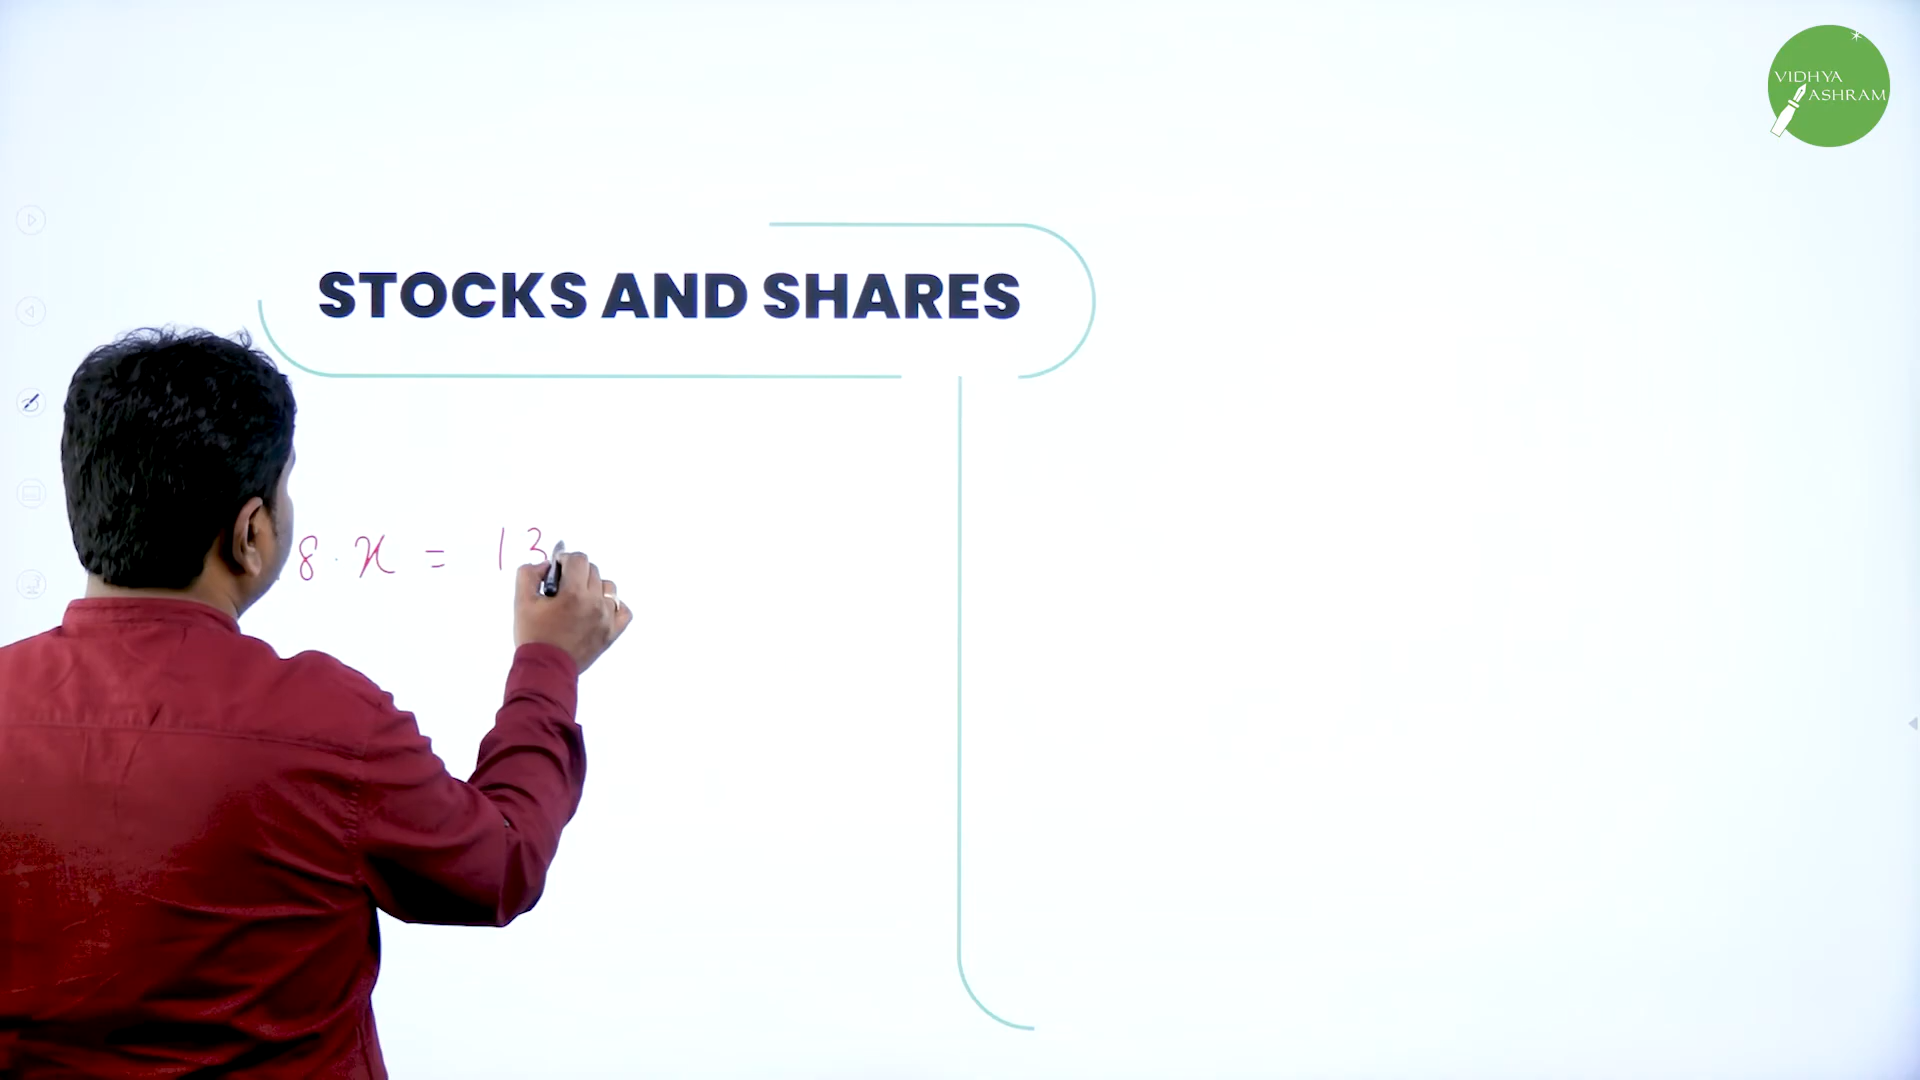 VIDHYA
ASHRAM
STOCKS AND SHARES
8 · x = 13